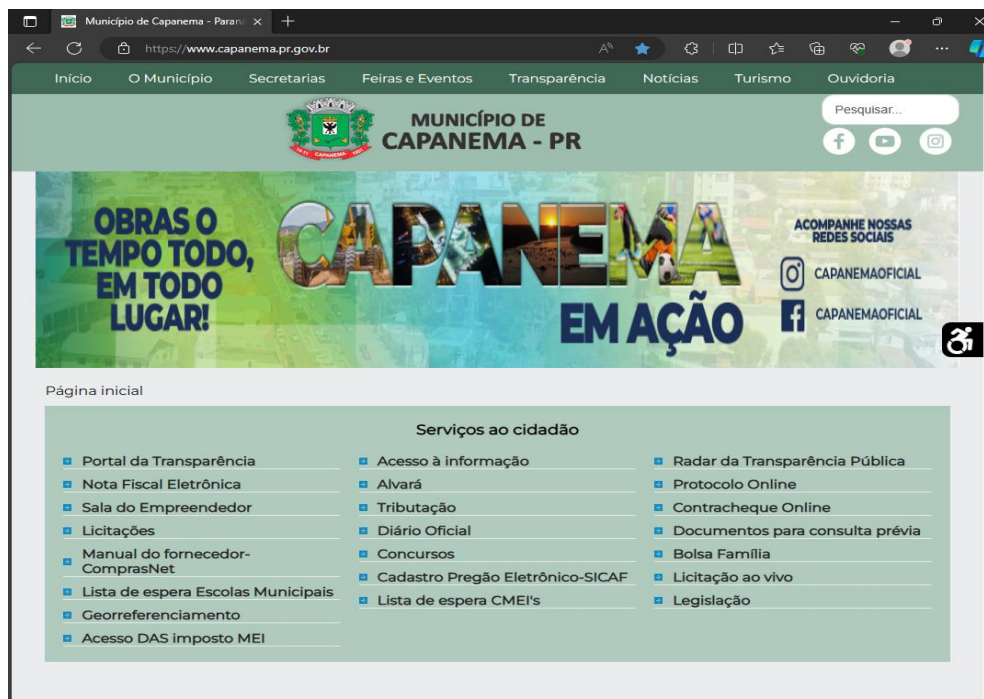 Município de Capanema - Paraná
https://www.capanema.pr.gov.br
Início O Município Secretarias Feiras e Eventos Transparência Notícias Turismo Ouvidoria
MUNICÍPIO DE
CAPANEMA - PR
Pesquisar...
OBRAS O
TEMPO TODO,
EM TODO
LUGAR!
CAPANEMA
EM AÇÃO
ACOMPANHE NOSSAS
REDES SOCIAIS
CAPANEMAOFICIAL
CAPANEMAOFICIAL
Página inicial
Serviços ao cidadão
Portal da Transparência
Nota Fiscal Eletrônica
Sala do Empreendedor
Licitações
Manual do fornecedor-
ComprasNet
Lista de espera Escolas Municipais
Georreferenciamento
Acesso DAS imposto MEI
Acesso à informação
Alvará
Tributação
Diário Oficial
Concursos
Cadastro Pregão Eletrônico-SICAF
Lista de espera CMEI's
Radar da Transparência Pública
Protocolo Online
Contracheque Online
Documentos para consulta prévia
Bolsa Família
Licitação ao vivo
Legislação